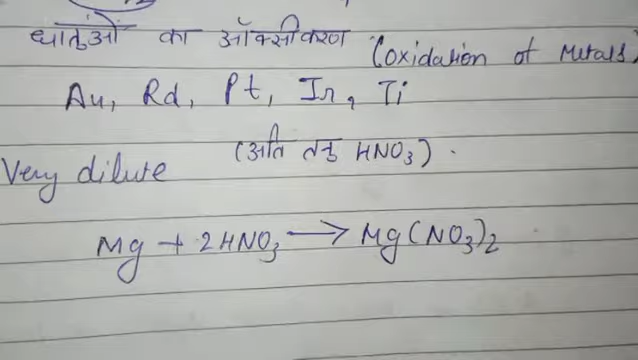 धातुओं का ऑक्सीकरण (Oxidation of Metals)
Au, Rd, Pt, In, Ti
Very dilute (अति तनु HNO3).
Mg + 2HNO3 → Mg(NO3)2